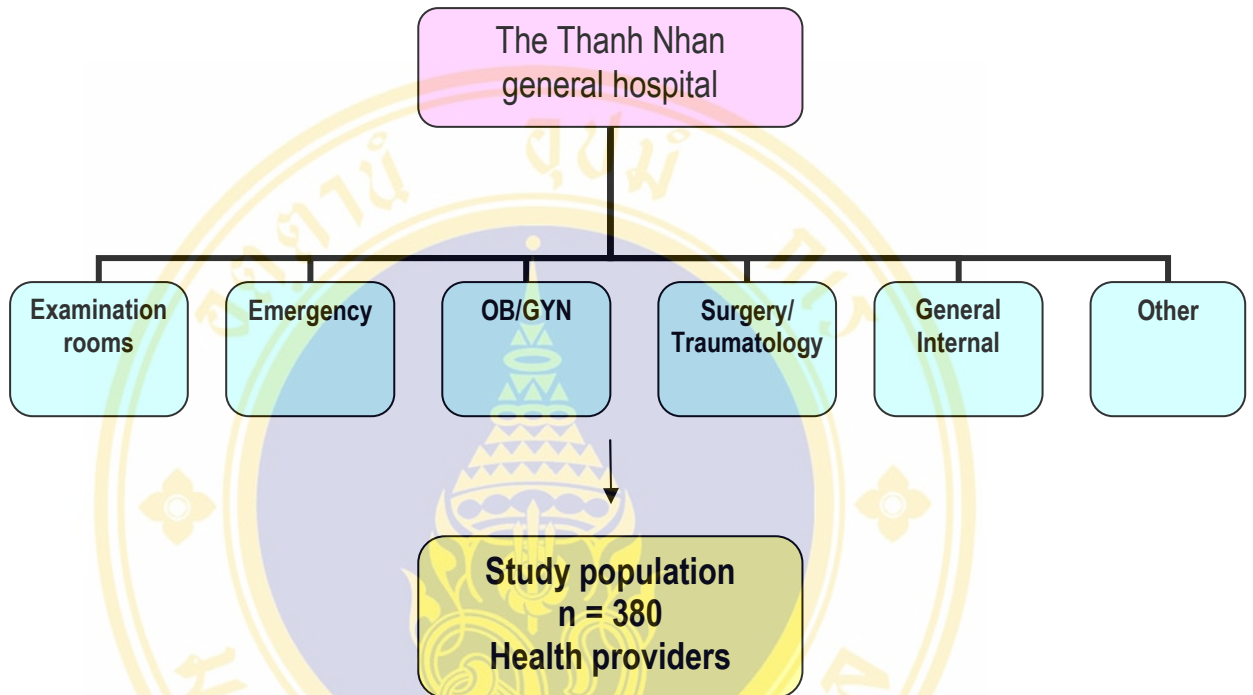 The Thanh Nhan
general hospital
Examination
rooms
Emergency
OB/GYN
Surgery/
Traumatology
General
Internal
Other
Study population
n = 380
Health providers